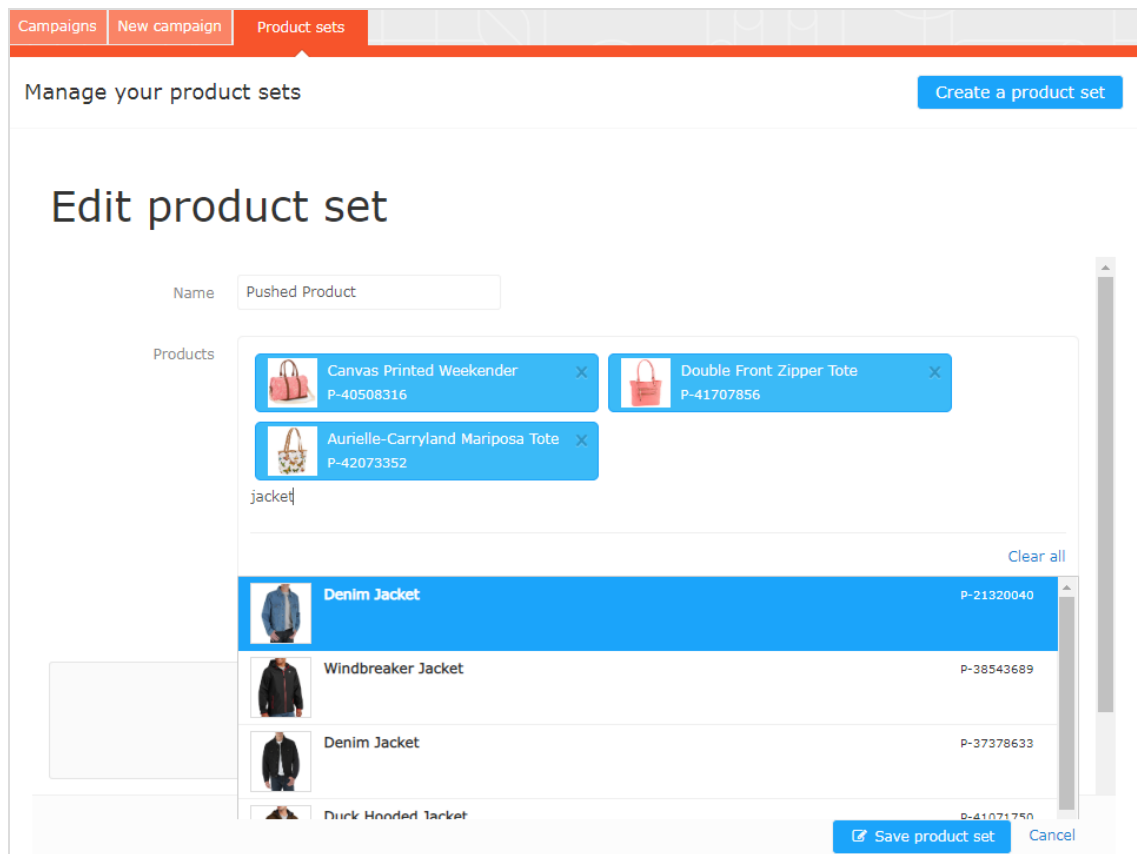 Campaigns New campaign Product sets
Manage your product sets Create a product set
Edit product set
Name Pushed Product
Products
Canvas Printed Weekender x Double Front Zipper Tote x
P-40508316 P-41707856
Aurielle-Carryland Mariposa Tote x
P-42073352
jacket
Clear all
Denim Jacket P-21320040
Windbreaker Jacket P-38543689
Denim Jacket P-37378633
Duck Hooded Jacket P-41071750
Save product set Cancel